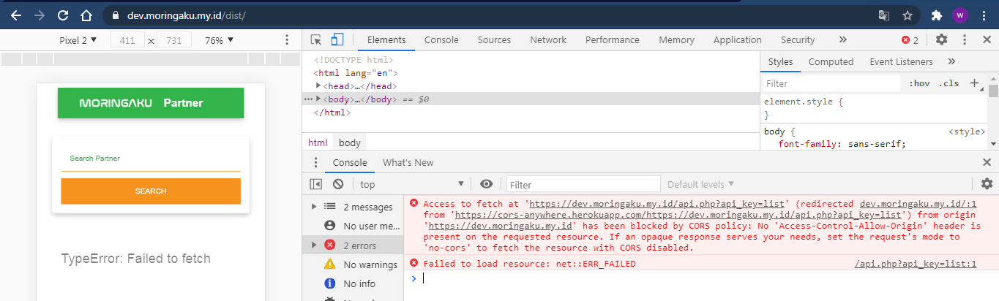 dev.moringaku.my.id/dist/
W
Pixel 2 ▼ 411 × 731 76% ▼
Elements Console Sources Network Performance Memory Application Security » 2
<!DOCTYPE html>
<html lang="en">
<head>…</head>
<body>…</body> == $0
</html>
html body
Styles Computed Event Listeners »
Filter :hov .cls +
element.style {
}
body { <style>
font-family: sans-serif;
MORINGAKU Partner
Search Partner
SEARCH
TypeError: Failed to fetch
Console What's New
top ▼ Filter Default levels ▼
2 messages
No user me...
2 errors
No warnings
No info
Access to fetch at 'https://dev.moringaku.my.id/api.php?api_key=list' (redirected dev.moringaku.my.id/:1
from 'https://cors-anywhere.herokuapp.com/https://dev.moringaku.my.id/api.php?api_key=list') from origin
'https://dev.moringaku.my.id' has been blocked by CORS policy: No 'Access-Control-Allow-Origin' header is
present on the requested resource. If an opaque response serves your needs, set the request's mode to
'no-cors' to fetch the resource with CORS disabled.
Failed to load resource: net::ERR_FAILED /api.php?api_key=list:1